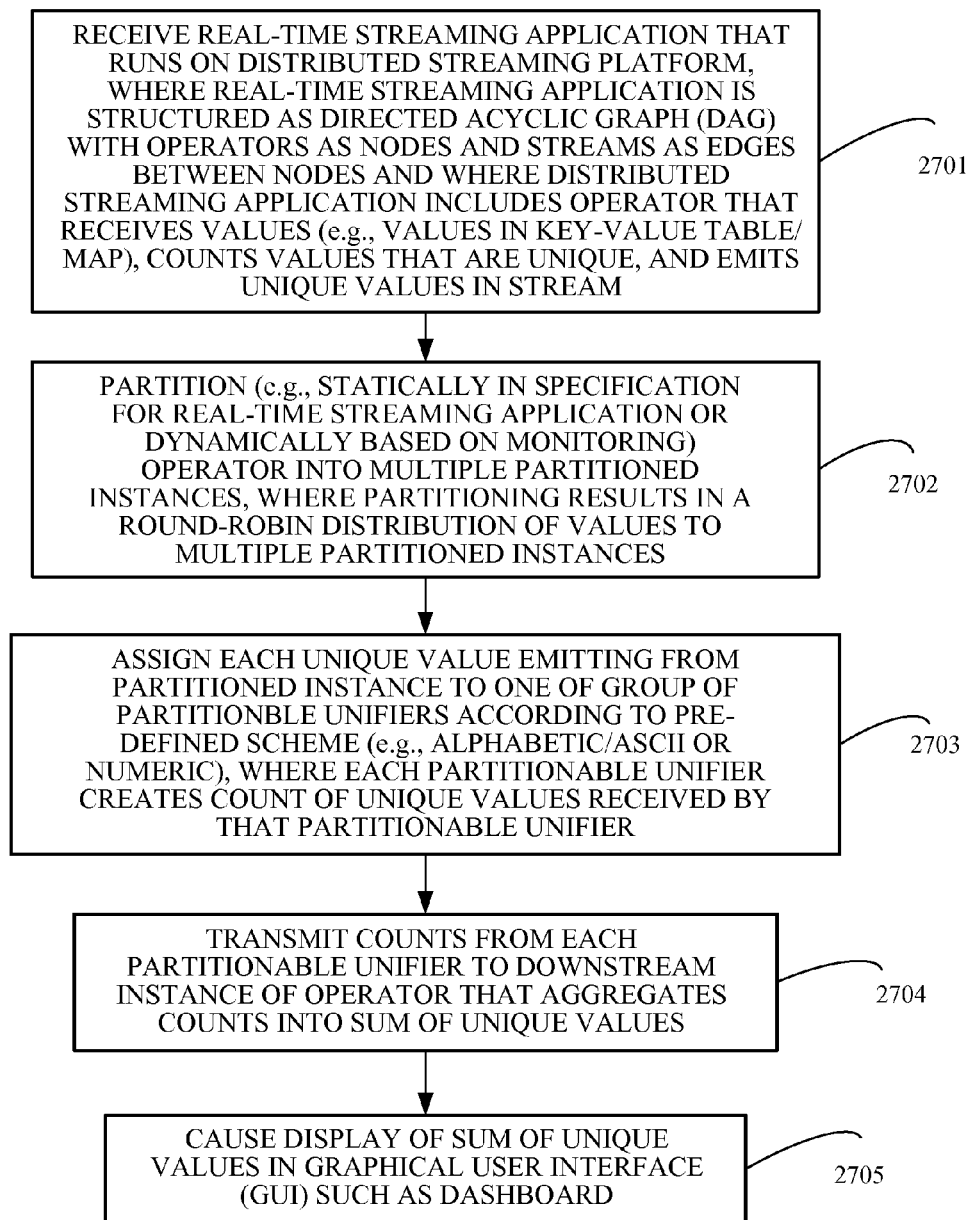 RECEIVE REAL-TIME STREAMING APPLICATION THAT
RUNS ON DISTRIBUTED STREAMING PLATFORM,
WHERE REAL-TIME STREAMING APPLICATION IS
STRUCTURED AS DIRECTED ACYCLIC GRAPH (DAG)
WITH OPERATORS AS NODES AND STREAMS AS EDGES
BETWEEN NODES AND WHERE DISTRIBUTED
STREAMING APPLICATION INCLUDES OPERATOR THAT
RECEIVES VALUES (e.g., VALUES IN KEY-VALUE TABLE/
MAP), COUNTS VALUES THAT ARE UNIQUE, AND EMITS
UNIQUE VALUES IN STREAM
2701
PARTITION (c.g., STATICALLY IN SPECIFICATION
FOR REAL-TIME STREAMING APPLICATION OR
DYNAMICALLY BASED ON MONITORING)
OPERATOR INTO MULTIPLE PARTITIONED
INSTANCES, WHERE PARTITIONING RESULTS IN A
ROUND-ROBIN DISTRIBUTION OF VALUES TO
MULTIPLE PARTITIONED INSTANCES
2702
ASSIGN EACH UNIQUE VALUE EMITTING FROM
PARTITIONED INSTANCE TO ONE OF GROUP OF
PARTITIONBLE UNIFIERS ACCORDING TO PRE-
DEFINED SCHEME (e.g., ALPHABETIC/ASCII OR
NUMERIC), WHERE EACH PARTITIONABLE UNIFIER
CREATES COUNT OF UNIQUE VALUES RECEIVED BY
THAT PARTITIONABLE UNIFIER
2703
TRANSMIT COUNTS FROM EACH
PARTITIONABLE UNIFIER TO DOWNSTREAM
INSTANCE OF OPERATOR THAT AGGREGATES
COUNTS INTO SUM OF UNIQUE VALUES
2704
CAUSE DISPLAY OF SUM OF UNIQUE
VALUES IN GRAPHICAL USER INTERFACE
(GUI) SUCH AS DASHBOARD
2705